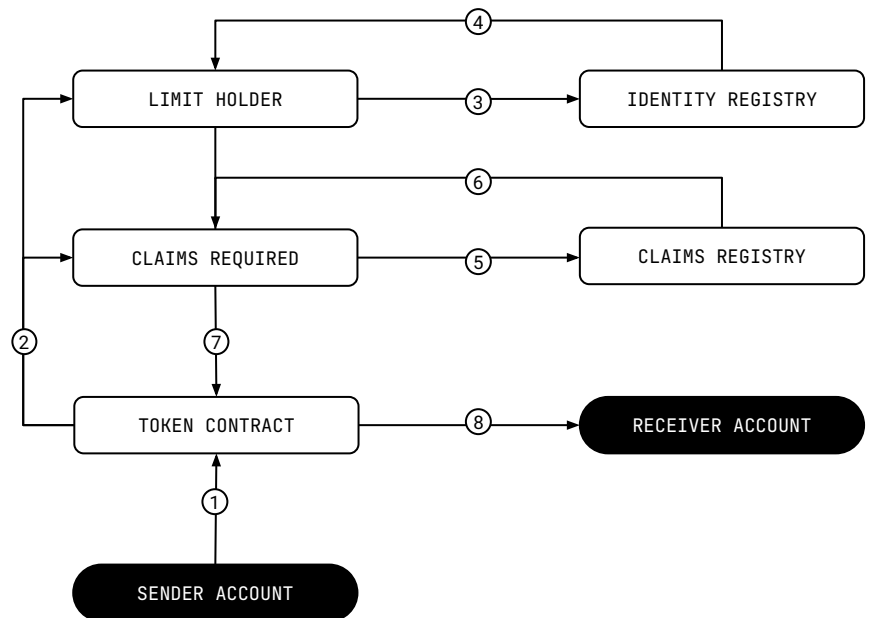 4
LIMIT HOLDER
3
IDENTITY REGISTRY
6
CLAIMS REQUIRED
5
CLAIMS REGISTRY
2
7
TOKEN CONTRACT
8
RECEIVER ACCOUNT
1
SENDER ACCOUNT